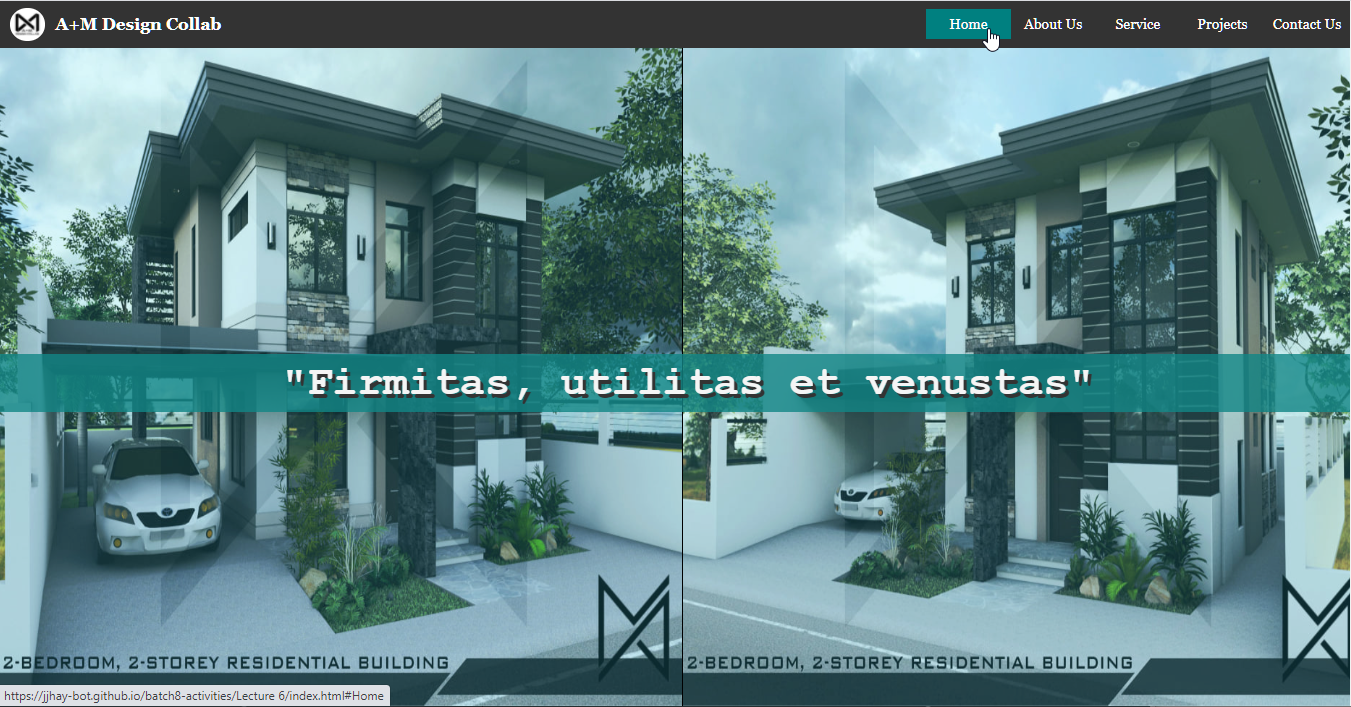 A+M Design Collab
Home About Us Service Projects Contact Us
"Firmitas, utilitas et venustas"
2-BEDROOM, 2-STOREY RESIDENTIAL BUILDING
2-BEDROOM, 2-STOREY RESIDENTIAL BUILDING
https://jjhay-bot.github.io/batch8-activities/Lecture 6/index.html#Home